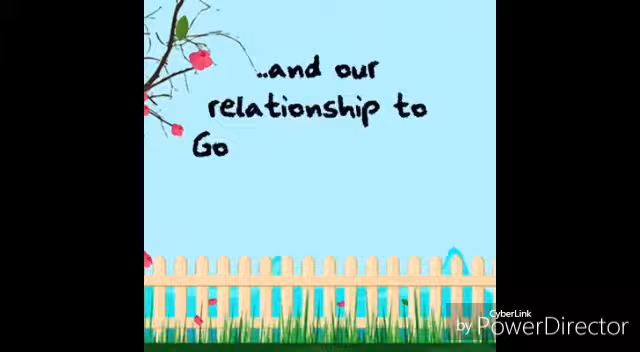 ..and our
relationship to
Go
CyberLink
by PowerDirector